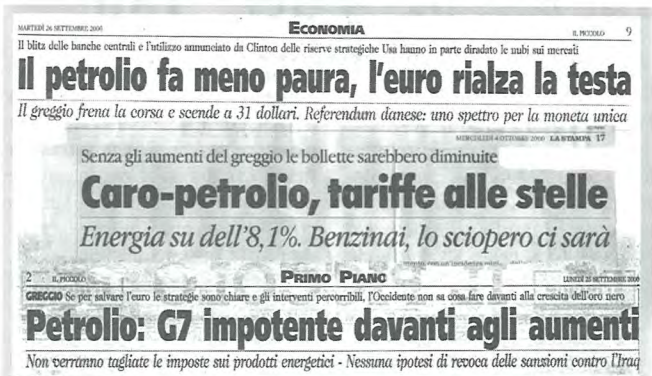 MARTEDÌ 26 SETTEMBRE 2000 ECONOMIA IL PICCOLO 9
Il blitz delle banche centrali e l'utilizzo annunciato da Clinton delle riserve strategiche Usa hanno in parte diradato le nubi sui mercati
Il petrolio fa meno paura, l'euro rialza la testa
Il greggio frena la corsa e scende a 31 dollari. Referendum danese: uno spettro per la moneta unica
MERCOLEDÌ 4 OTTOBRE 2000 LA STAMPA 17
Senza gli aumenti del greggio le bollette sarebbero diminuite
Caro-petrolio, tariffe alle stelle
Energia su dell'8,1%. Benzinai, lo sciopero ci sarà
2 IL PICCOLO PRIMO PIANO LUNEDÌ 25 SETTEMBRE 2000
GREGGIO Se per salvare l'euro le strategie sono chiare e gli interventi percorribili, l'Occidente non sa cosa fare davanti alla crescita dell'oro nero
Petrolio: G7 impotente davanti agli aumenti
Non verranno tagliate le imposte sui prodotti energetici - Nessuna ipotesi di revoca delle sanzioni contro l'Iraq